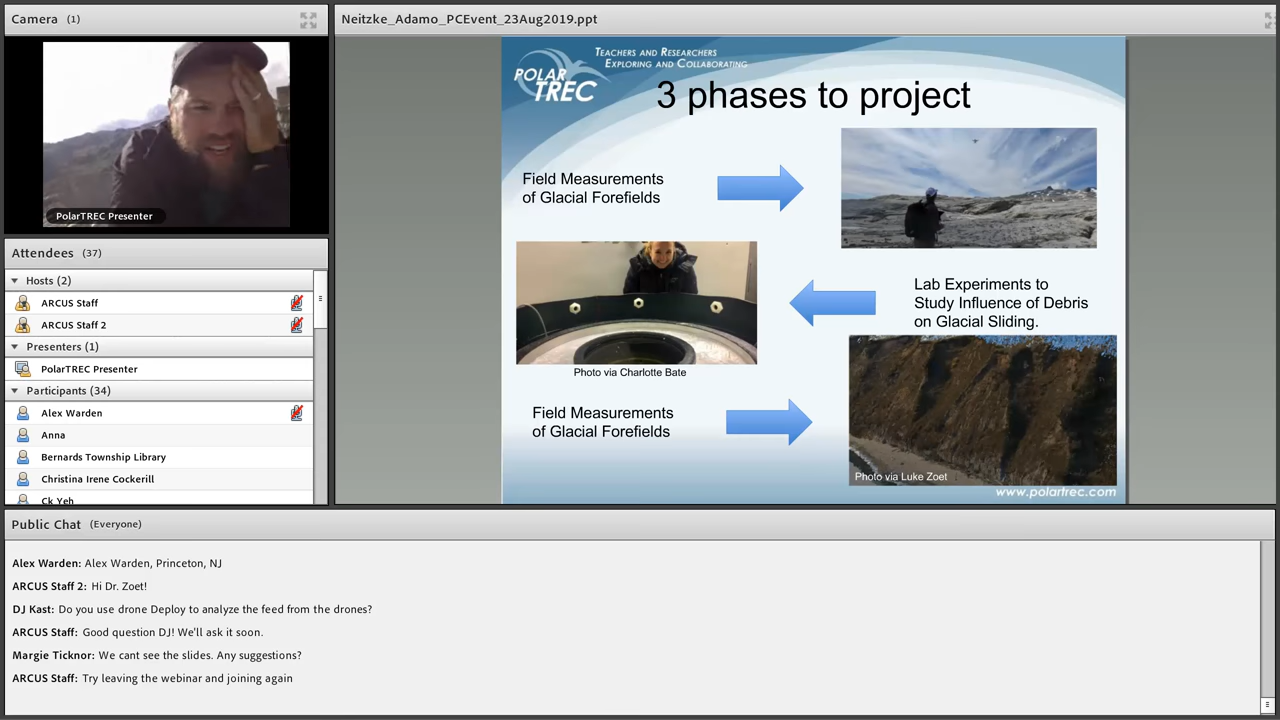 Camera (1)
PolarTREC Presenter
Attendees (37)
Hosts (2)
ARCUS Staff
ARCUS Staff 2
Presenters (1)
PolarTREC Presenter
Participants (34)
Alex Warden
Anna
Bernards Township Library
Christina Irene Cockerill
Ck Yeh
Neitzke_Adamo_PCEvent_23Aug2019.ppt
TEACHERS AND RESEARCHERS
EXPLORING AND COLLABORATING
POLAR
TREC
3 phases to project
Field Measurements
of Glacial Forefields
Lab Experiments to
Study Influence of Debris
on Glacial Sliding.
Photo via Charlotte Bate
Field Measurements
of Glacial Forefields
Photo via Luke Zoet
www.polartrec.com
Public Chat (Everyone)
Alex Warden: Alex Warden, Princeton, NJ
ARCUS Staff 2: Hi Dr. Zoet!
DJ Kast: Do you use drone Deploy to analyze the feed from the drones?
ARCUS Staff: Good question DJ! We'll ask it soon.
Margie Ticknor: We cant see the slides. Any suggestions?
ARCUS Staff: Try leaving the webinar and joining again